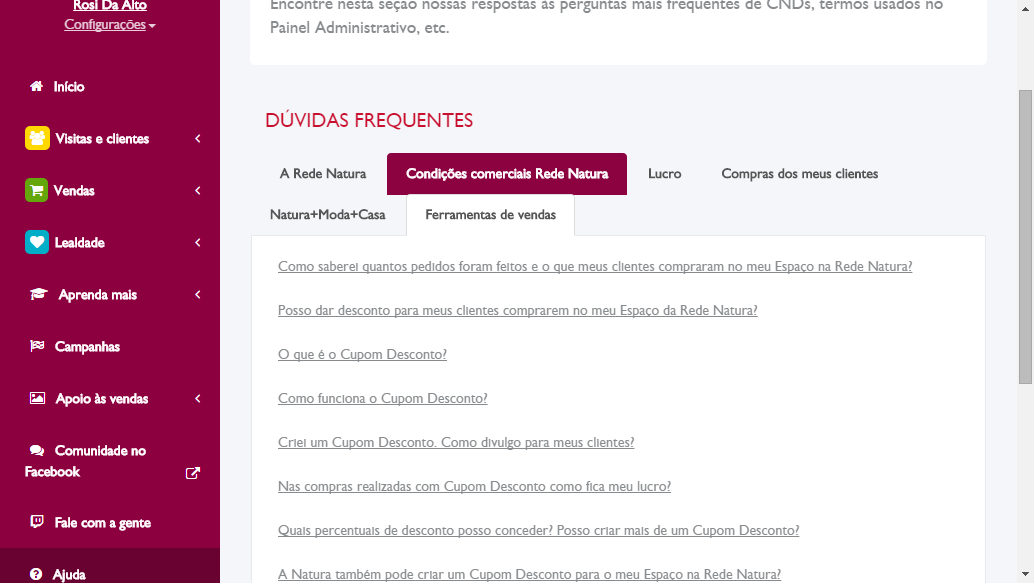 Rosi Da Alto
Configurações
Início
Visitas e clientes
Vendas
Lealdade
Aprenda mais
Campanhas
Apoio às vendas
Comunidade no
Facebook
Fale com a gente
Ajuda
Encontre nesta seção nossas respostas às perguntas mais frequentes de CNDs, termos usados no
Painel Administrativo, etc.
DÚVIDAS FREQUENTES
A Rede Natura
Condições comerciais Rede Natura
Lucro
Compras dos meus clientes
Natura+Moda+Casa
Ferramentas de vendas
Como saberei quantos pedidos foram feitos e o que meus clientes compraram no meu Espaço na Rede Natura?
Posso dar desconto para meus clientes comprarem no meu Espaço da Rede Natura?
O que é o Cupom Desconto?
Como funciona o Cupom Desconto?
Criei um Cupom Desconto. Como divulgo para meus clientes?
Nas compras realizadas com Cupom Desconto como fica meu lucro?
Quais percentuais de desconto posso conceder? Posso criar mais de um Cupom Desconto?
A Natura também pode criar um Cupom Desconto para o meu Espaço na Rede Natura?